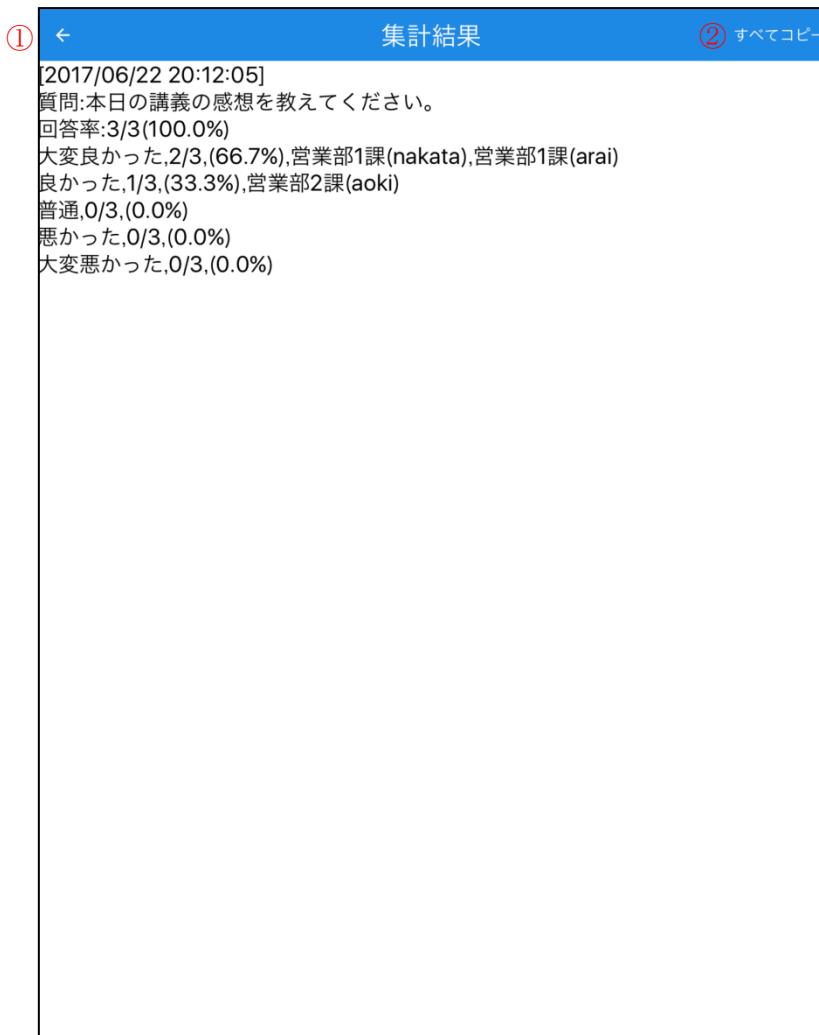 ① ← 集計結果 ② すべてコピー
[2017/06/22 20:12:05]
質問:本日の講義の感想を教えてください。
回答率:3/3(100.0%)
大変良かった,2/3,(66.7%),営業部1課(nakata),営業部1課(arai)
良かった,1/3,(33.3%),営業部2課(aoki)
普通,0/3,(0.0%)
悪かった,0/3,(0.0%)
大変悪かった,0/3,(0.0%)